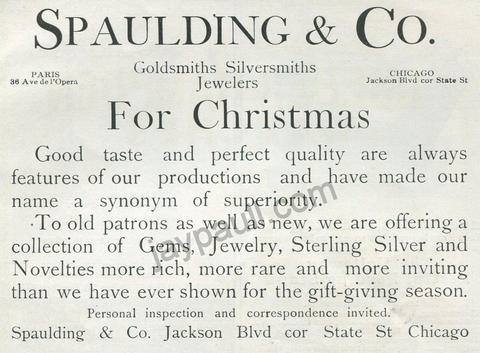 SPAULDING & CO.
PARIS
36 Ave de l'Opera
Goldsmiths Silversmiths
Jewelers
CHICAGO
Jackson Blvd cor State St
For Christmas
Good taste and perfect quality are always
features of our productions and have made our
name a synonym of superiority.
To old patrons as well as new, we are offering a
collection of Gems, Jewelry, Sterling Silver and
Novelties more rich, more rare and more inviting
than we have ever shown for the gift-giving season.
Personal inspection and correspondence invited.
Spaulding & Co. Jackson Blvd cor State St Chicago
jaypaull.com